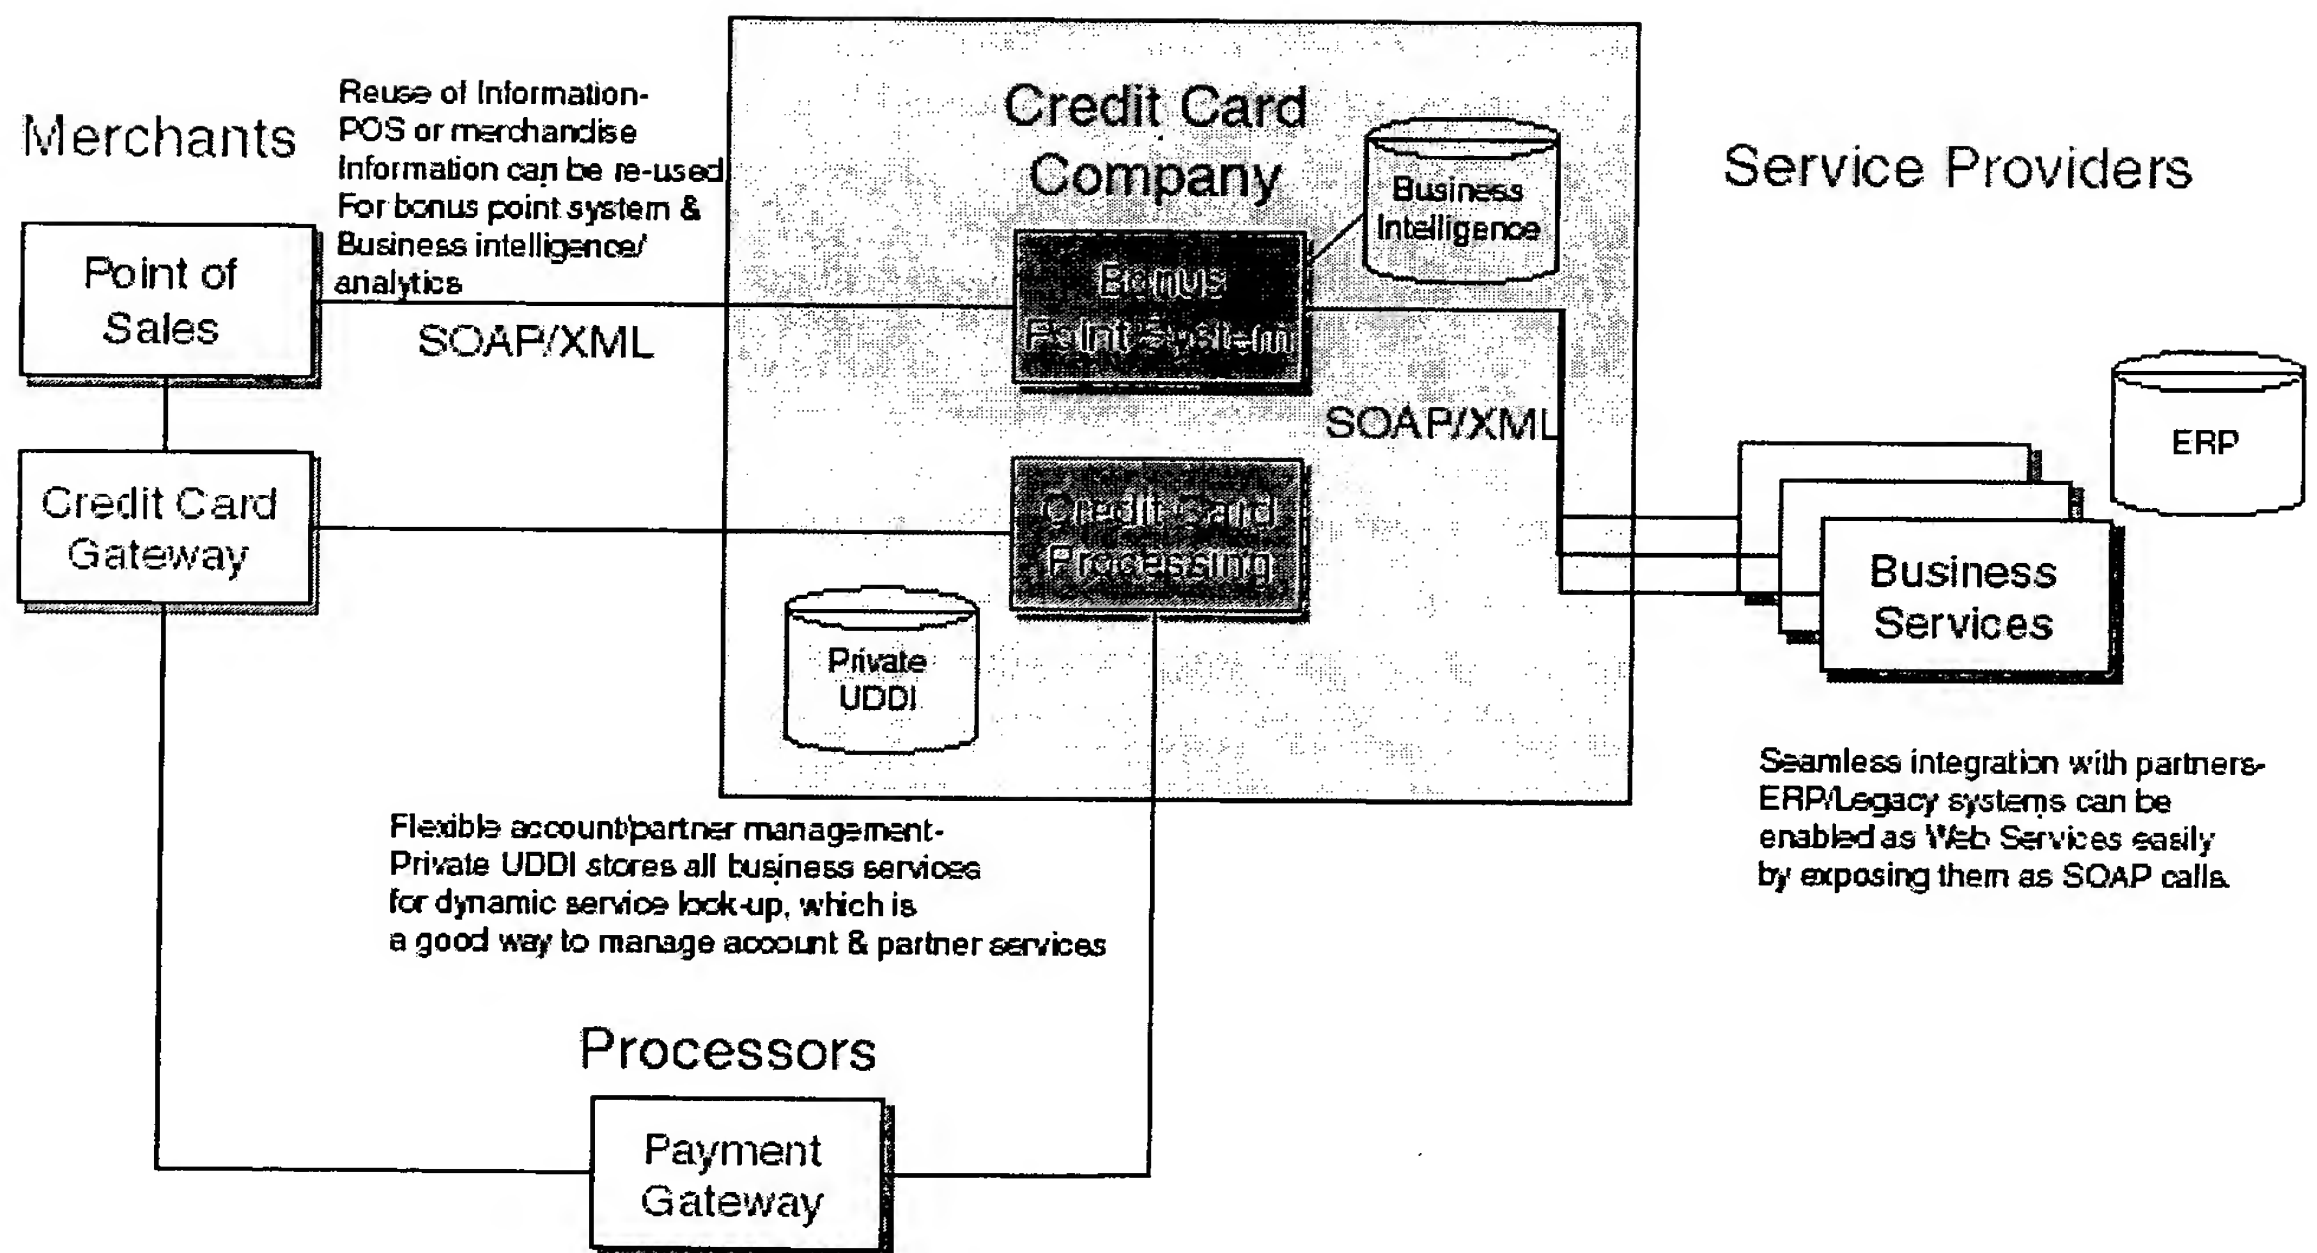 Merchants
Reuse of Information-
POS or merchandise
Information can be re-used
For bonus point system &
Business intelligence/
analytics
Point of
Sales
SOAP/XML
Credit Card
Gateway
Credit Card
Company
Business
Intelligence
Bonus
Point System
SOAP/XML
Credit Card
Processing
Private
UDDI
Service Providers
ERP
Business
Services
Seamless integration with partners-
ERP/Legacy systems can be
enabled as Web Services easily
by exposing them as SOAP calls.
Flexible account/partner management-
Private UDDI stores all business services
for dynamic service look-up, which is
a good way to manage account & partner services
Processors
Payment
Gateway